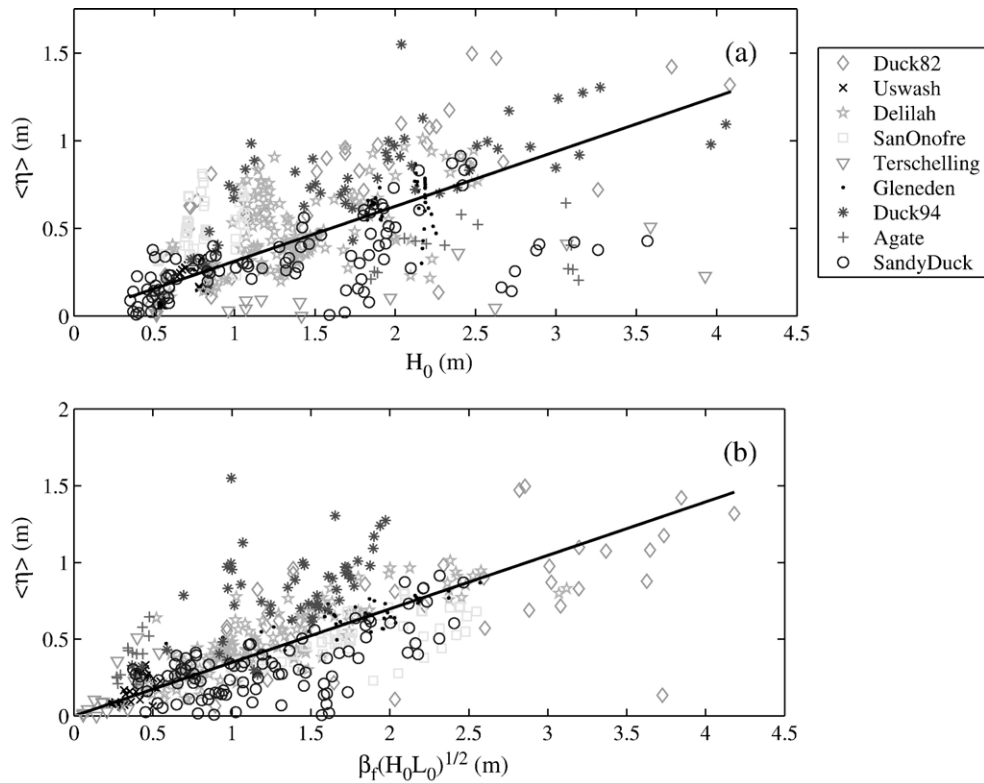 (a)
1.5
1
0.5
0
<η> (m)
0 0.5 1 1.5 2 2.5 3 3.5 4 4.5
H₀ (m)
Duck82
Uswash
Delilah
SanOnofre
Terschelling
Gleneden
Duck94
Agate
SandyDuck
(b)
2
1.5
1
0.5
0
<η> (m)
0 0.5 1 1.5 2 2.5 3 3.5 4 4.5
β_f(H₀L₀)^1/2 (m)